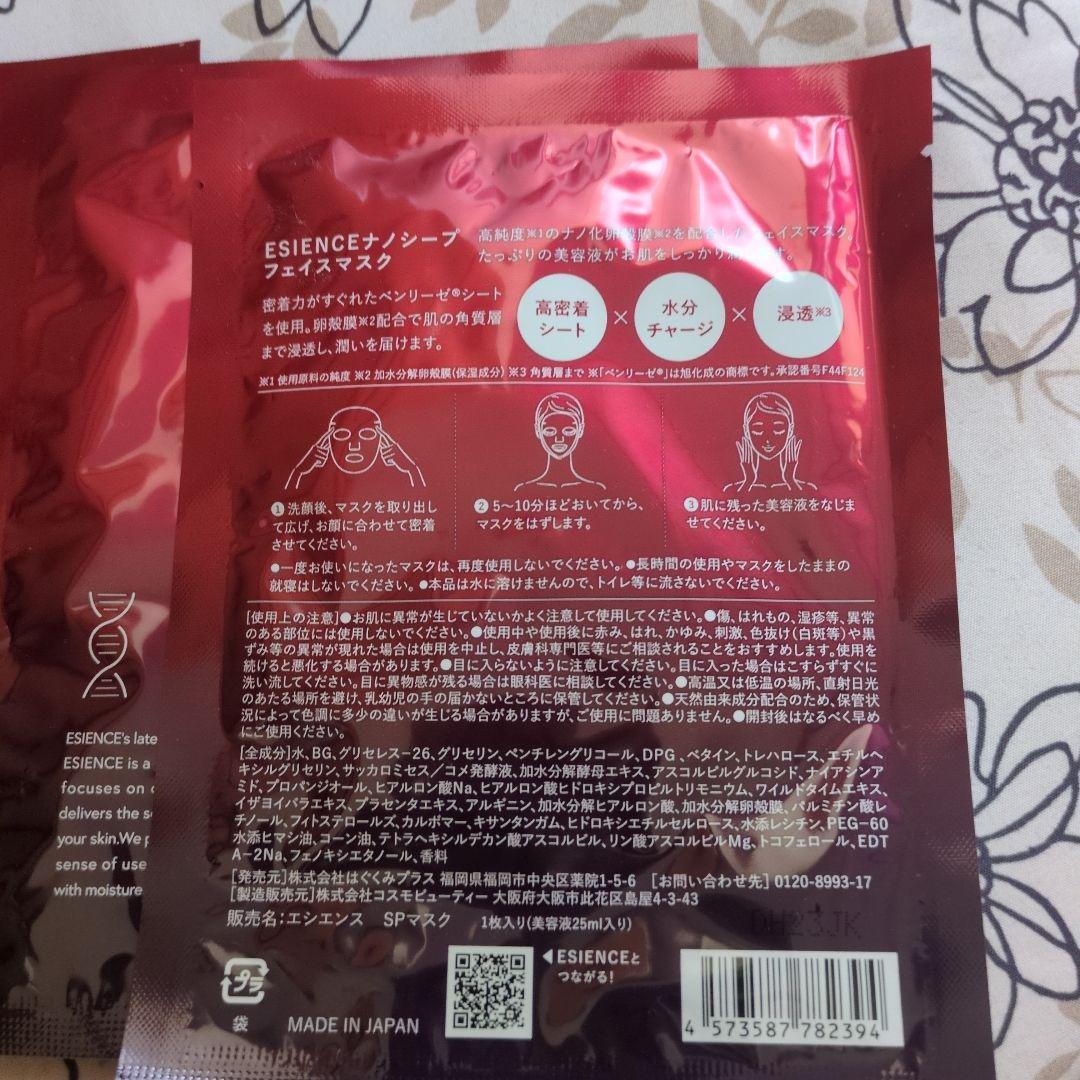 ESIENCEナノシープ
フェイスマスク
高純度※1のナノ化卵殻膜※2を配合したフェイスマスク。
たっぷりの美容液がお肌をしっかり潤します。
密着力がすぐれたベンリーゼ®シート
を使用。卵殻膜※2配合で肌の角質層
まで浸透し、潤いを届けます。
高密着
シート
×
水分
チャージ
×
浸透※3
※1 使用原料の純度 ※2 加水分解卵殻膜(保湿成分) ※3 角質層まで ※「ベンリーゼ®」は旭化成の商標です。承認番号F44F124
1 洗顔後、マスクを取り出し
て広げ、お顔に合わせて密着
させてください。
2 5〜10分ほどおいてから、
マスクをはずします。
3 肌に残った美容液をなじま
せてください。
●一度お使いになったマスクは、再度使用しないでください。●長時間の使用やマスクをしたままの
就寝はしないでください。●本品は水に溶けませんので、トイレ等に流さないでください。
[使用上の注意]●お肌に異常が生じていないかよく注意して使用してください。●傷、はれもの、湿疹等、異常
のある部位には使用しないでください。●使用中や使用後に赤み、はれ、かゆみ、刺激、色抜け(白斑等)や黒
ずみ等の異常が現れた場合は使用を中止し、皮膚科専門医等にご相談されることをおすすめします。使用を
続けると悪化する場合があります。●目に入らないように注意してください。目に入った場合はこすらずすぐに
洗い流してください。目に異物感が残る場合は眼科医に相談してください。●高温又は低温の場所、直射日光
のあたる場所を避け、乳幼児の手の届かないところに保管してください。●天然由来成分配合のため、保管状
況によって色調に多少の違いが生じる場合がありますが、ご使用に問題ありません。●開封後はなるべく早め
にご使用ください。
[全成分]水、BG、グリセレス-26、グリセリン、ペンチレングリコール、DPG、ベタイン、トレハロース、エチルヘ
キシルグリセリン、サッカロミセス/コメ発酵液、加水分解酵母エキス、アスコルビルグルコシド、ナイアシンア
ミド、プロパンジオール、ヒアルロン酸Na、ヒアルロン酸ヒドロキシプロピルトリモニウム、ワイルドタイムエキス、
イザヨイバラエキス、プラセンタエキス、アルギニン、加水分解ヒアルロン酸、加水分解卵殻膜、パルミチン酸レ
チノール、フィトステロールズ、カルボマー、キサンタンガム、ヒドロキシエチルセルロース、水添レシチン、PEG-60
水添ヒマシ油、コーン油、テトラヘキシルデカン酸アスコルビル、リン酸アスコルビルMg、トコフェロール、EDT
A-2Na、フェノキシエタノール、香料
[発売元]株式会社はぐくみプラス 福岡県福岡市中央区薬院1-5-6 [お問い合わせ先] 0120-8993-17
[製造販売元]株式会社コスモビューティー 大阪府大阪市此花区島屋4-3-43
販売名:エシエンス SPマスク 1枚入り(美容液25ml入り)
DH23JK
プラ
袋
MADE IN JAPAN
◀ESIENCEと
つながる!
4 573587 782394
ESIENCE's late
ESIENCE is a
focuses on
delivers the s
your skin.We p
sense of use
with moisture